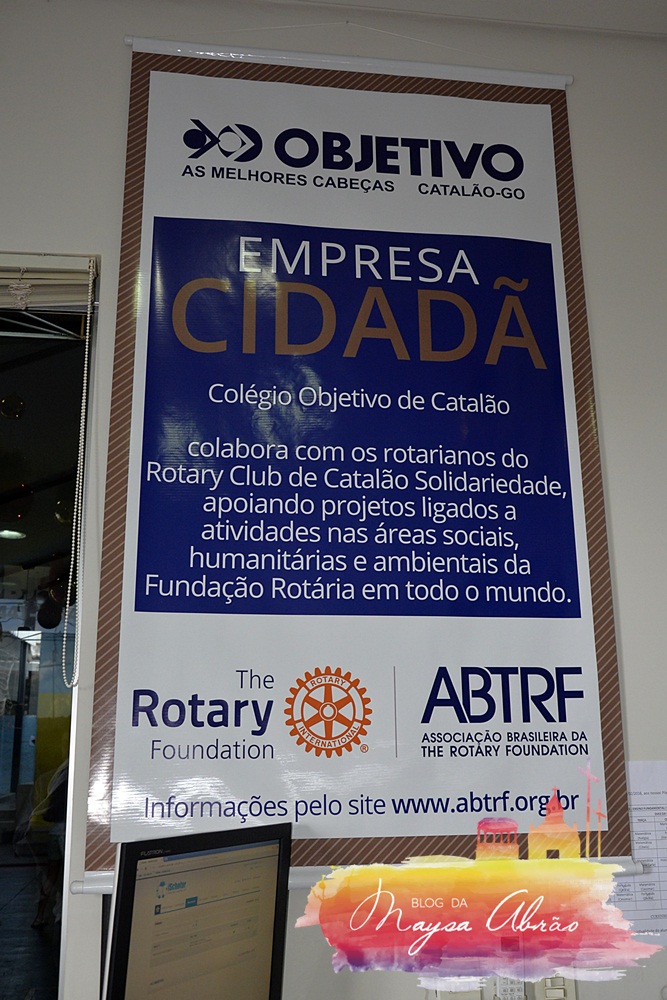 OBJETIVO
AS MELHORES CABEÇAS CATALÃO-GO
EMPRESA
CIDADÃ
Colégio Objetivo de Catalão
colabora com os rotarianos do
Rotary Club de Catalão Solidariedade,
apoiando projetos ligados a
atividades nas áreas sociais,
humanitárias e ambientais da
Fundação Rotária em todo o mundo.
The
Rotary
Foundation
ROTARY
INTERNATIONAL
®
ABTRF
ASSOCIAÇÃO BRASILEIRA DA
THE ROTARY FOUNDATION
Informações pelo site www.abtrf.org.br
FLATRON
BLOG DA
Maysa Abrão